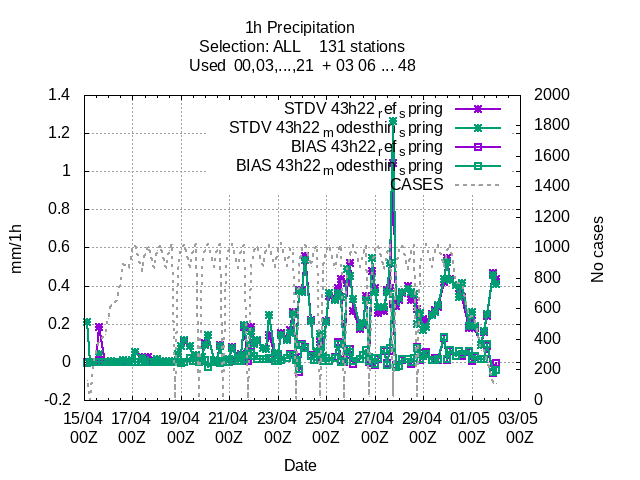 1h Precipitation
Selection: ALL 131 stations
Used 00,03,...,21 + 03 06 ... 48
STDV 43h22ref_spring
STDV 43h22modesthin_spring
BIAS 43h22ref_spring
BIAS 43h22modesthin_spring
CASES
1.4
1.2
1
0.8
0.6
0.4
0.2
0
-0.2
mm/1h
2000
1800
1600
1400
1200
1000
800
600
400
200
0
No cases
15/04 17/04 19/04 21/04 23/04 25/04 27/04 29/04 01/05 03/05
00Z 00Z 00Z 00Z 00Z 00Z 00Z 00Z 00Z 00Z
Date